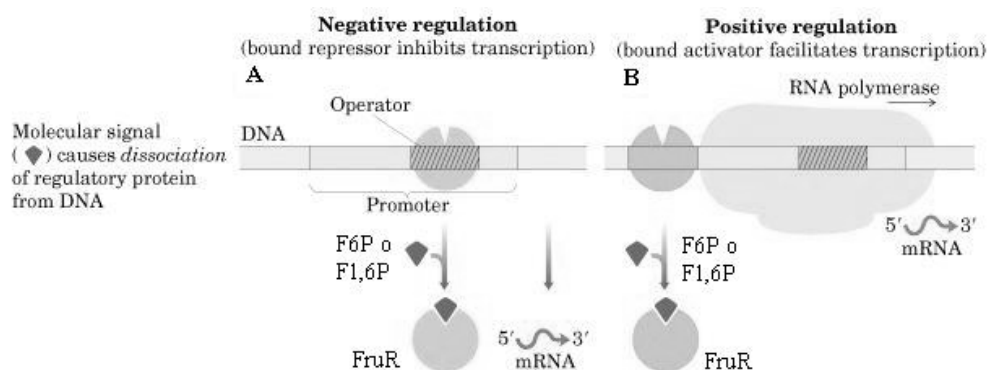 Negative regulation
(bound repressor inhibits transcription)
Positive regulation
(bound activator facilitates transcription)
A
B
RNA polymerase
Operator
DNA
Molecular signal
( ) causes dissociation
of regulatory protein
from DNA
Promoter
5′ 3′
mRNA
F6P o
F1,6P
F6P o
F1,6P
FruR
5′ 3′
mRNA
FruR